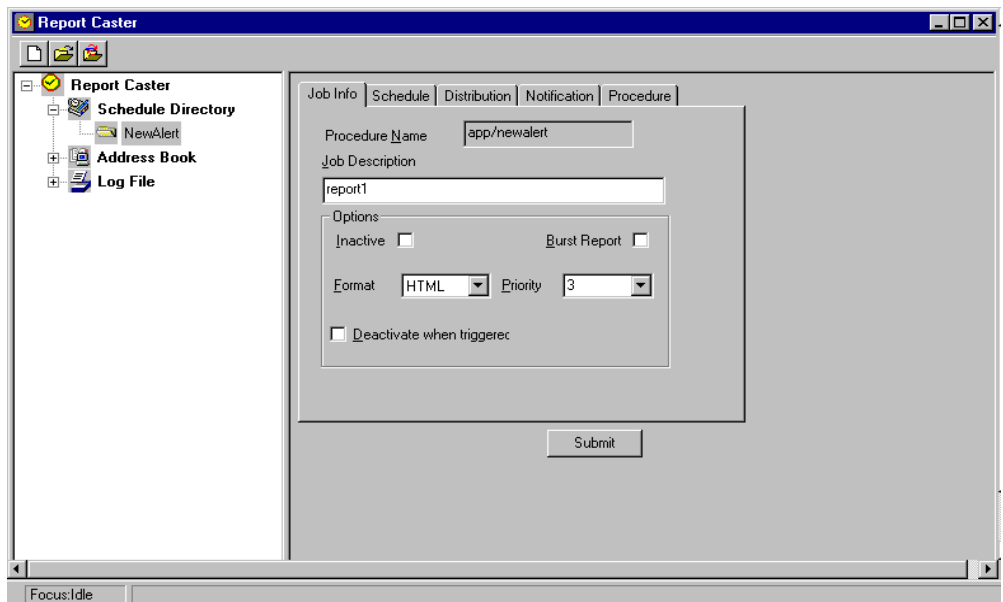 Report Caster
Report Caster
Schedule Directory
NewAlert
Address Book
Log File
Job Info Schedule Distribution Notification Procedure
Procedure Name app/newalert
Job Description
report1
Options
Inactive Burst Report
Format HTML Priority 3
Deactivate when triggered
Submit
Focus:Idle